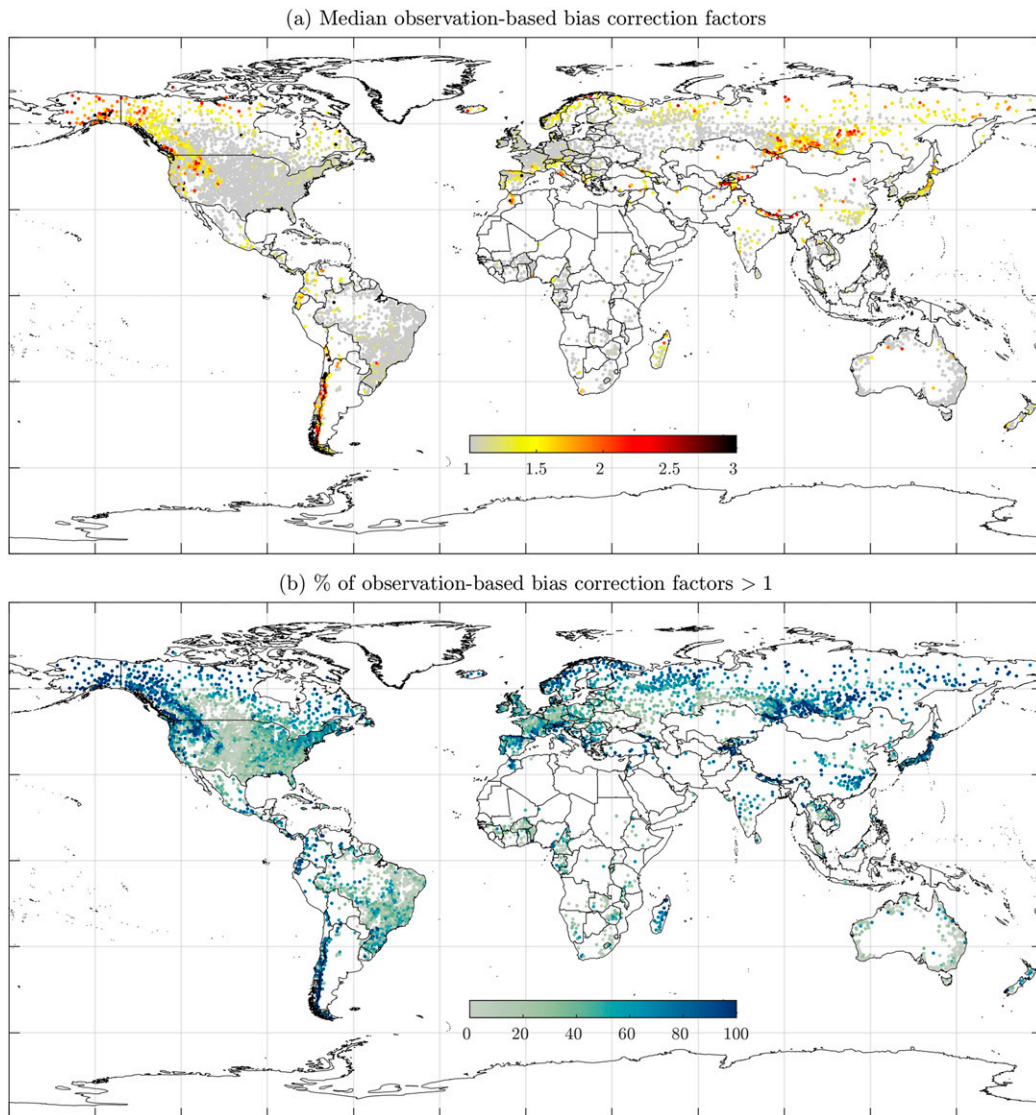 (a) Median observation-based bias correction factors
1 1.5 2 2.5 3
(b) % of observation-based bias correction factors > 1
0 20 40 60 80 100